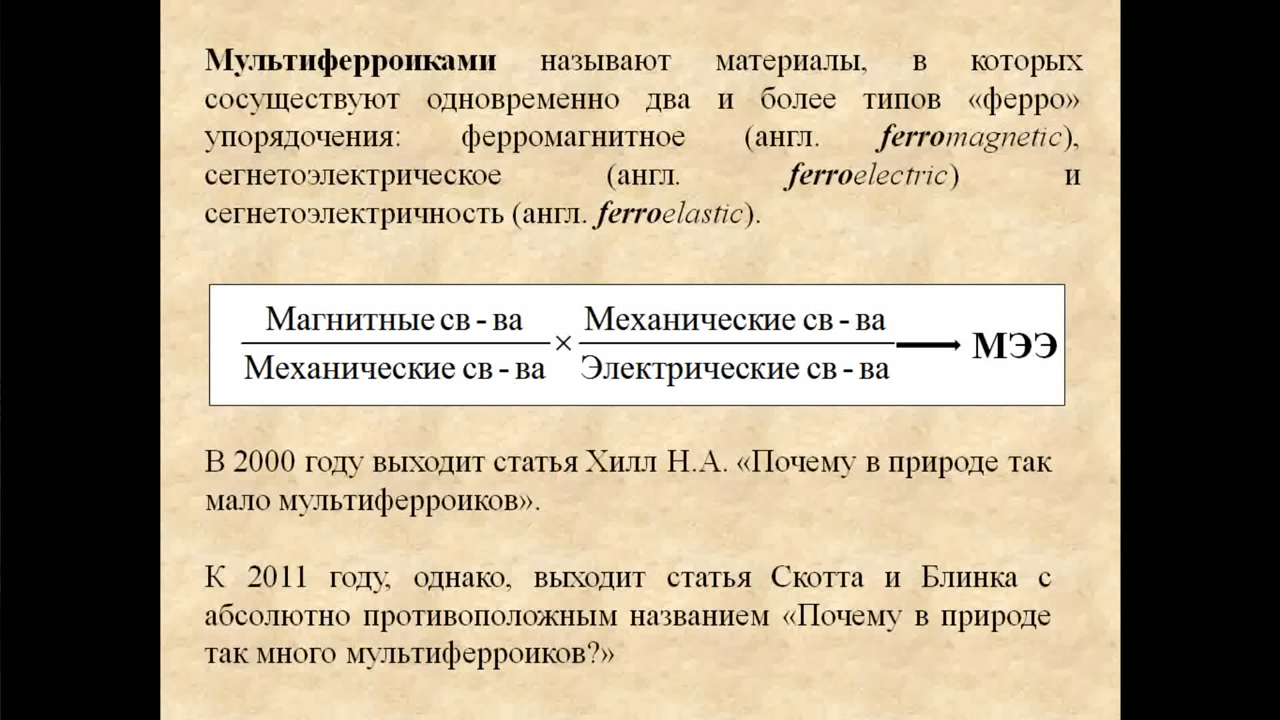 Мультиферроиками называют материалы, в которых
сосуществуют одновременно два и более типов «ферро»
упорядочения: ферромагнитное (англ. ferromagnetic),
сегнетоэлектрическое (англ. ferroelectric) и
сегнетоэлектричность (англ. ferroelastic).
Магнитные св - ва
Механические св - ва
×
Механические св - ва
Электрические св - ва
МЭЭ
В 2000 году выходит статья Хилл Н.А. «Почему в природе так
мало мультиферроиков».
К 2011 году, однако, выходит статья Скотта и Блинка с
абсолютно противоположным названием «Почему в природе
так много мультиферроиков?»